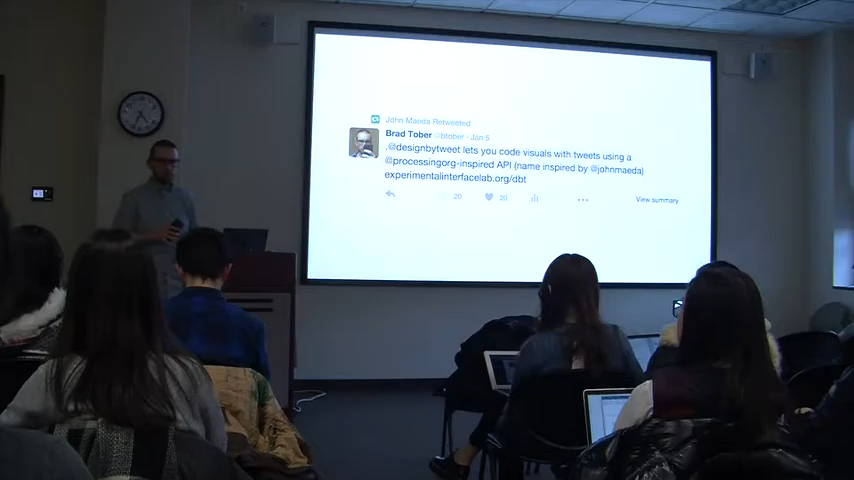 John Maeda Retweeted
Brad Tober @btober · Jan 5
.@designbytweet lets you code visuals with tweets using a
@processingorg-inspired API (name inspired by @johnmaeda)
experimentalinterfacelab.org/dbt
20 20 View summary